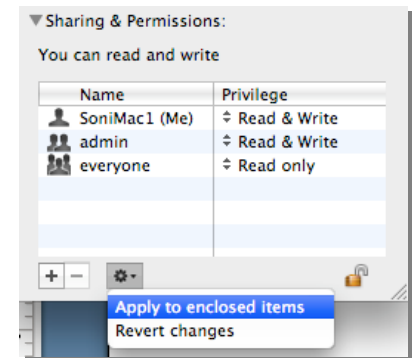 Sharing & Permissions:
You can read and write
Name Privilege
SoniMac1 (Me) Read & Write
admin Read & Write
everyone Read only
Apply to enclosed items
Revert changes